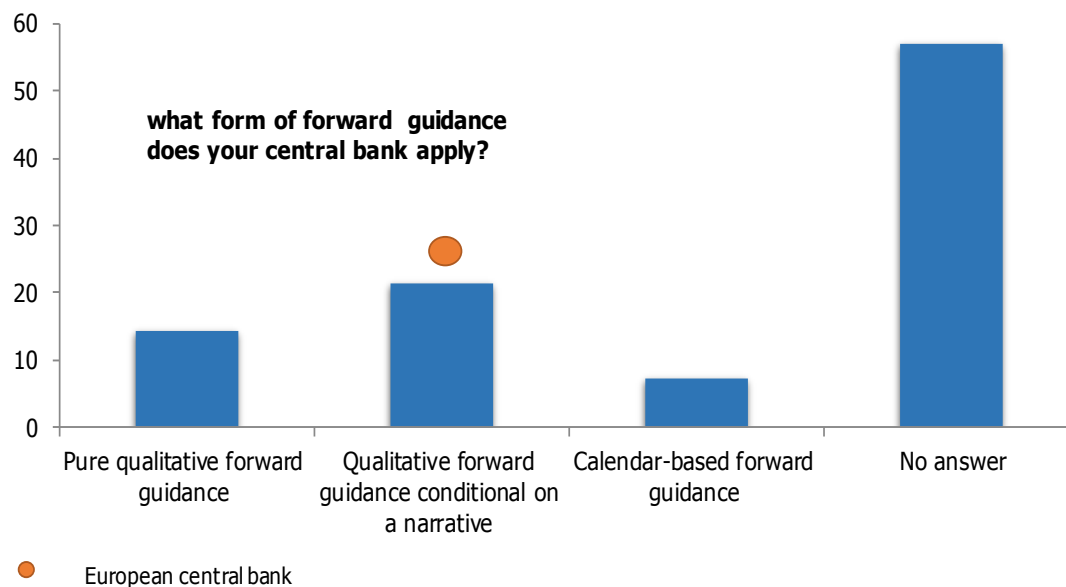 60
50
40
30
20
10
0
what form of forward guidance
does your central bank apply?
Pure qualitative forward
guidance
Qualitative forward
guidance conditional on
a narrative
Calendar-based forward
guidance
No answer
European central bank